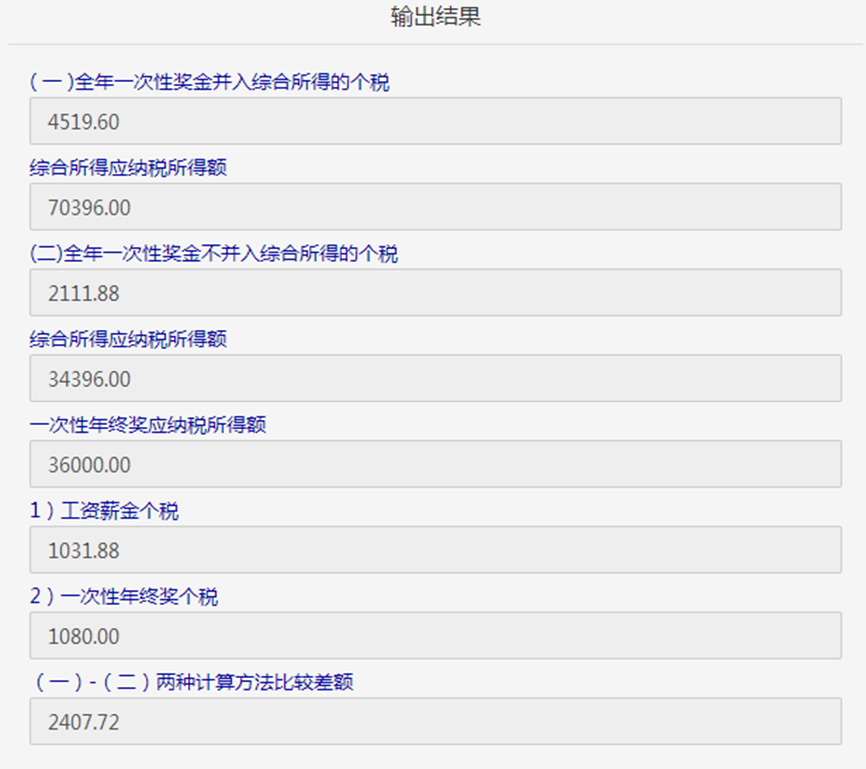 输出结果
( 一 )全年一次性奖金并入综合所得的个税
4519.60
综合所得应纳税所得额
70396.00
(二)全年一次性奖金不并入综合所得的个税
2111.88
综合所得应纳税所得额
34396.00
一次性年终奖应纳税所得额
36000.00
1 ) 工资薪金个税
1031.88
2 ) 一次性年终奖个税
1080.00
( 一 ) - ( 二 ) 两种计算方法比较差额
2407.72